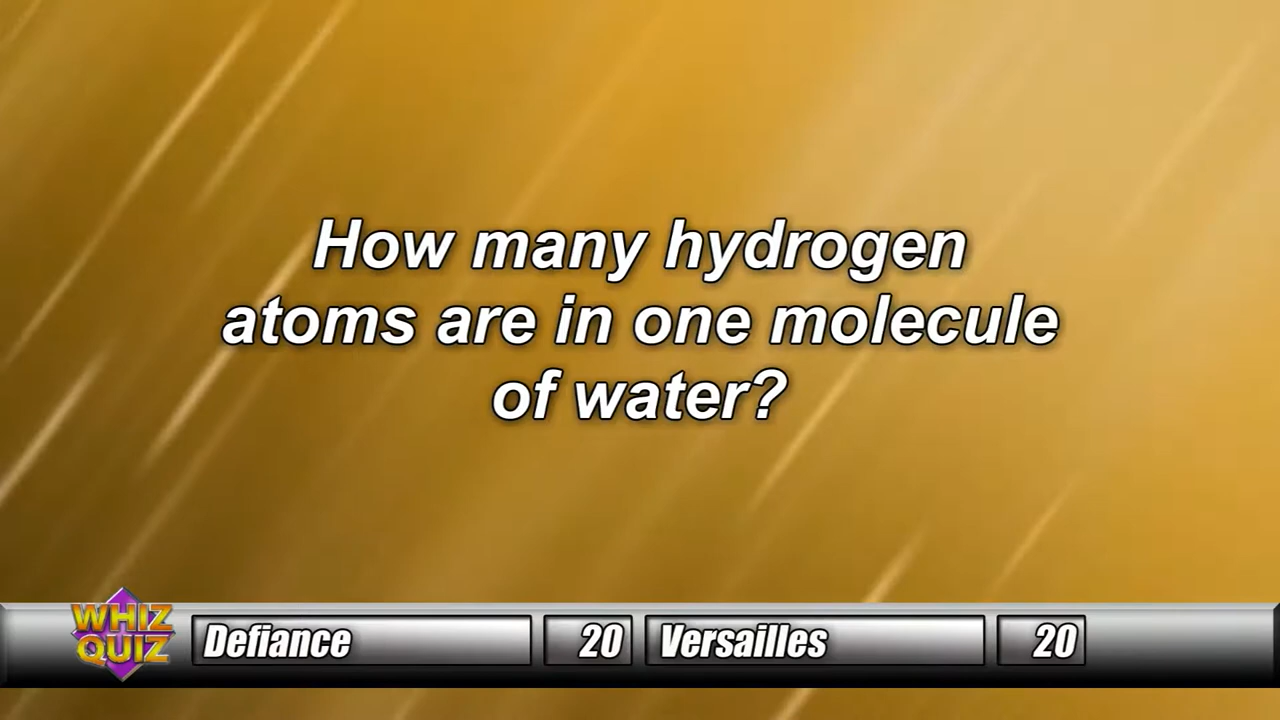 How many hydrogen
atoms are in one molecule
of water?
WHIZ
QUIZ
Defiance 20 Versailles 20